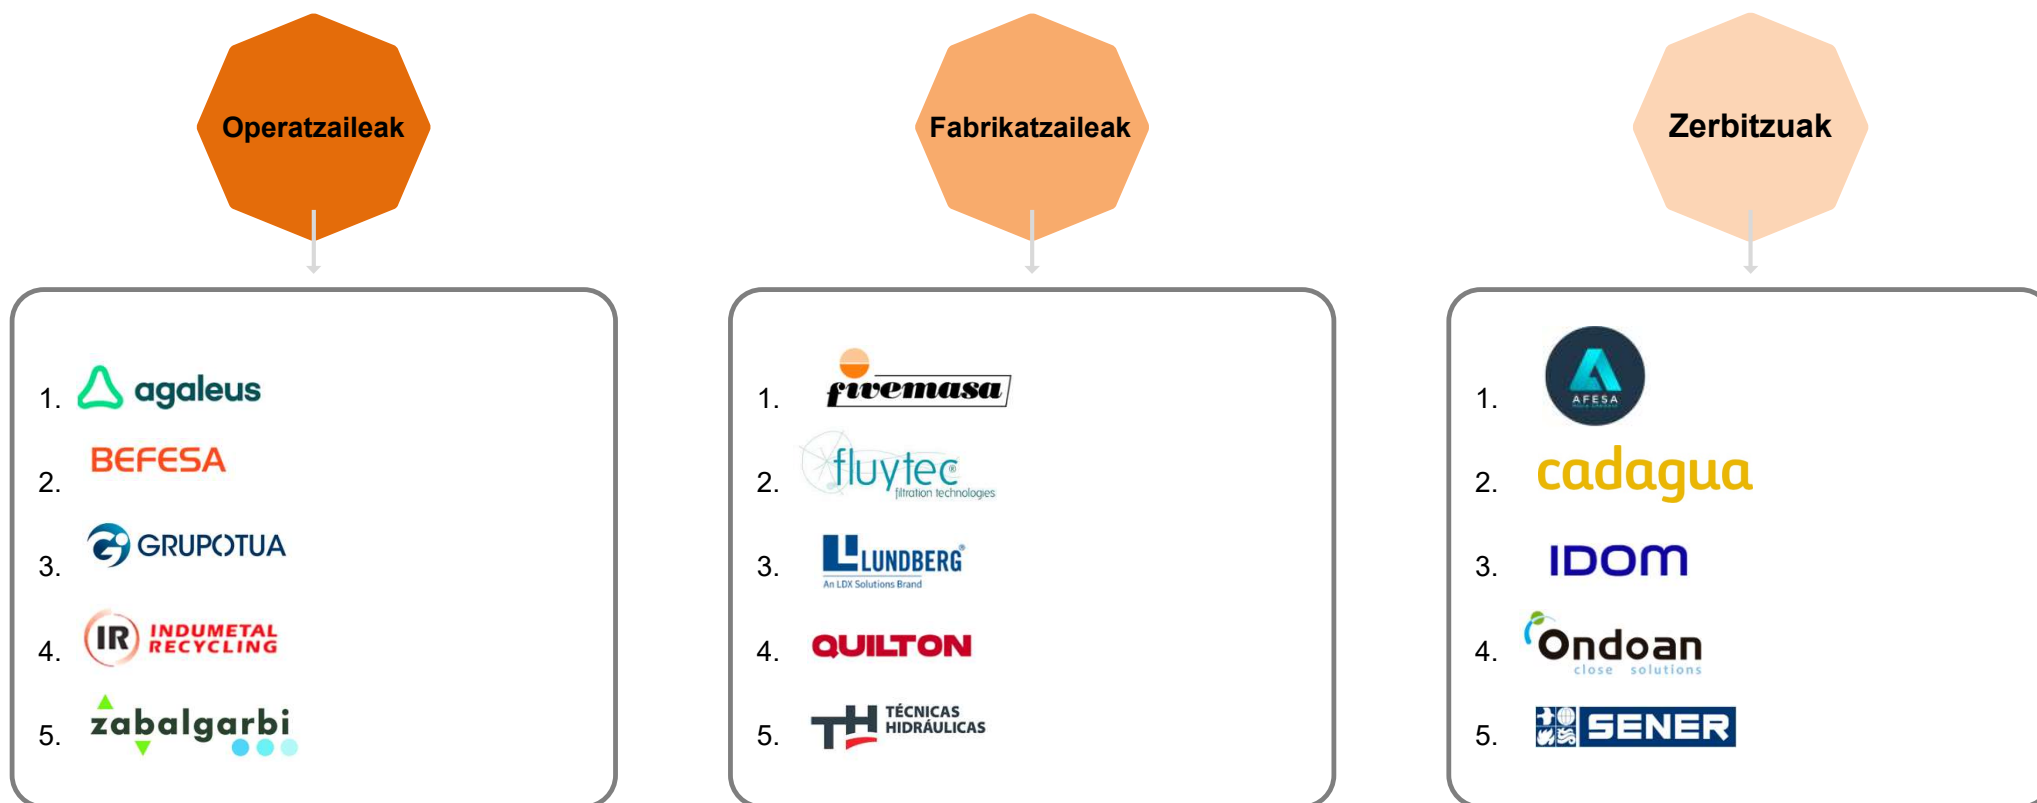 Operatzaileak
1. agaleus
2. BEFESA
3. GRUPOTUA
4. IR INDUMETAL
RECYCLING
5. zabalgarbi
Fabrikatzaileak
1. fivemasa
2. fluytec®
filtration technologies
3. LUNDBERG®
An LDX Solutions Brand
4. QUILTON
5. TH TÉCNICAS
HIDRÁULICAS
Zerbitzuak
1. AFESA
2. cadagua
3. IDOM
4. Ondoan
close solutions
5. SENER